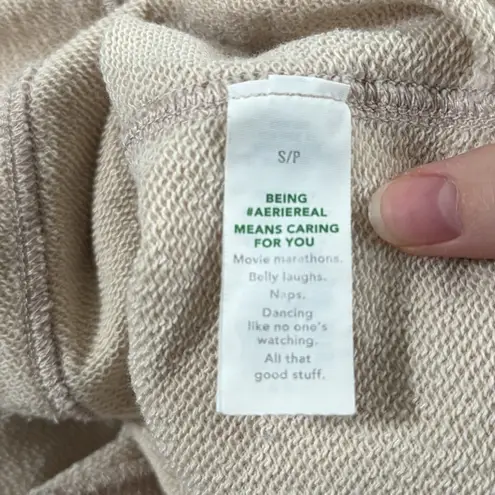 S/P
BEING
#AERIEREAL
MEANS CARING
FOR YOU
Movie marathons.
Belly laughs.
Naps.
Dancing
like no one's
watching.
All that
good stuff.